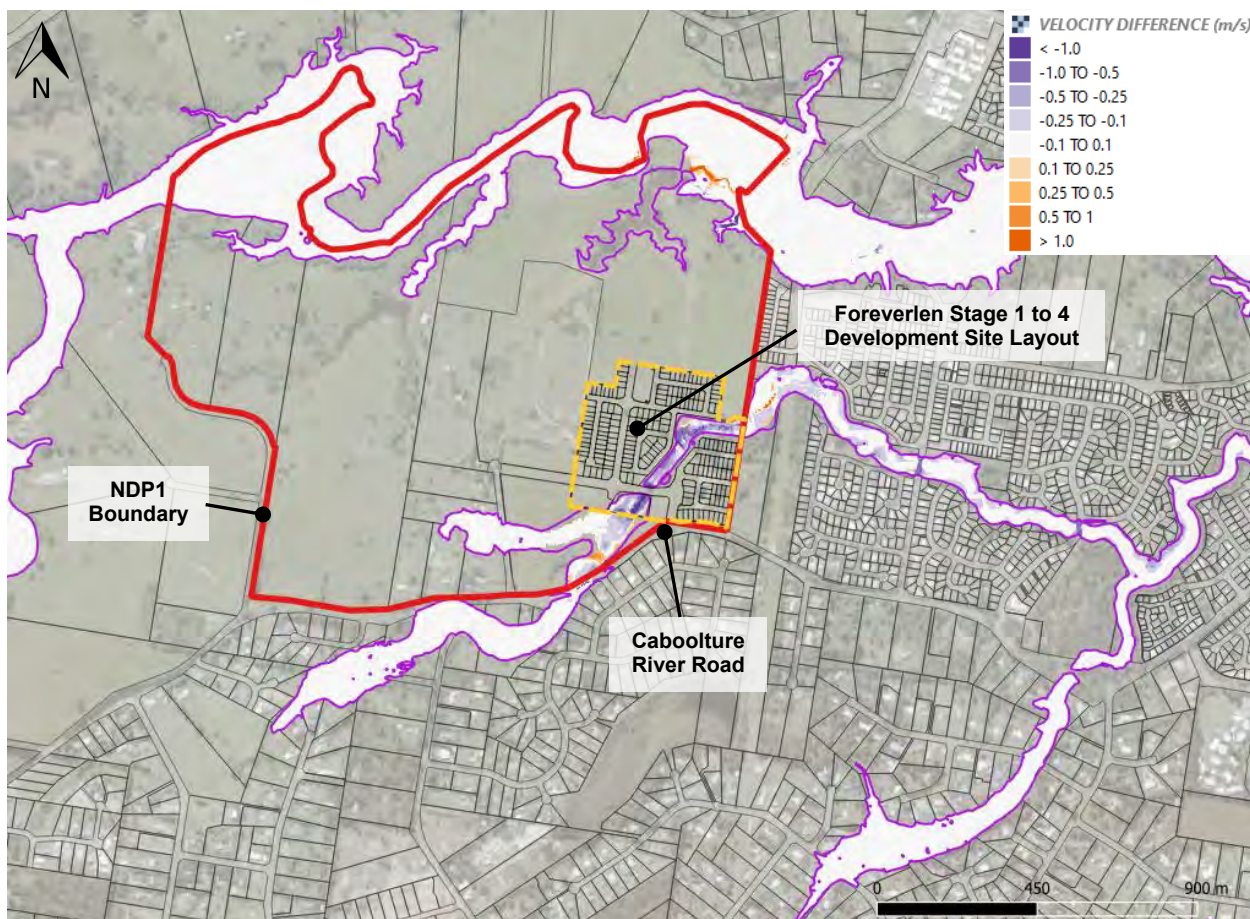 N
VELOCITY DIFFERENCE (m/s)
< -1.0
-1.0 TO -0.5
-0.5 TO -0.25
-0.25 TO -0.1
-0.1 TO 0.1
0.1 TO 0.25
0.25 TO 0.5
0.5 TO 1
> 1.0
Foreverlen Stage 1 to 4
Development Site Layout
NDP1
Boundary
Caboolture
River Road
0 450 900 m